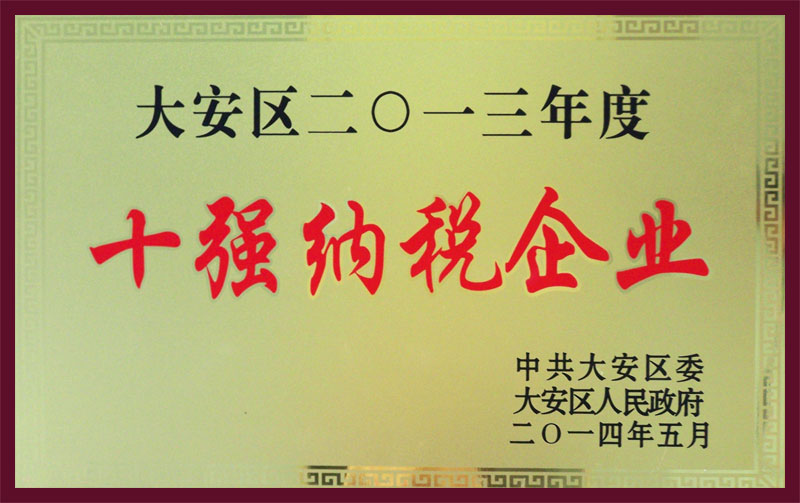 大安区二〇一三年度
十强纳税企业
中共大安区委
大安区人民政府
二〇一四年五月